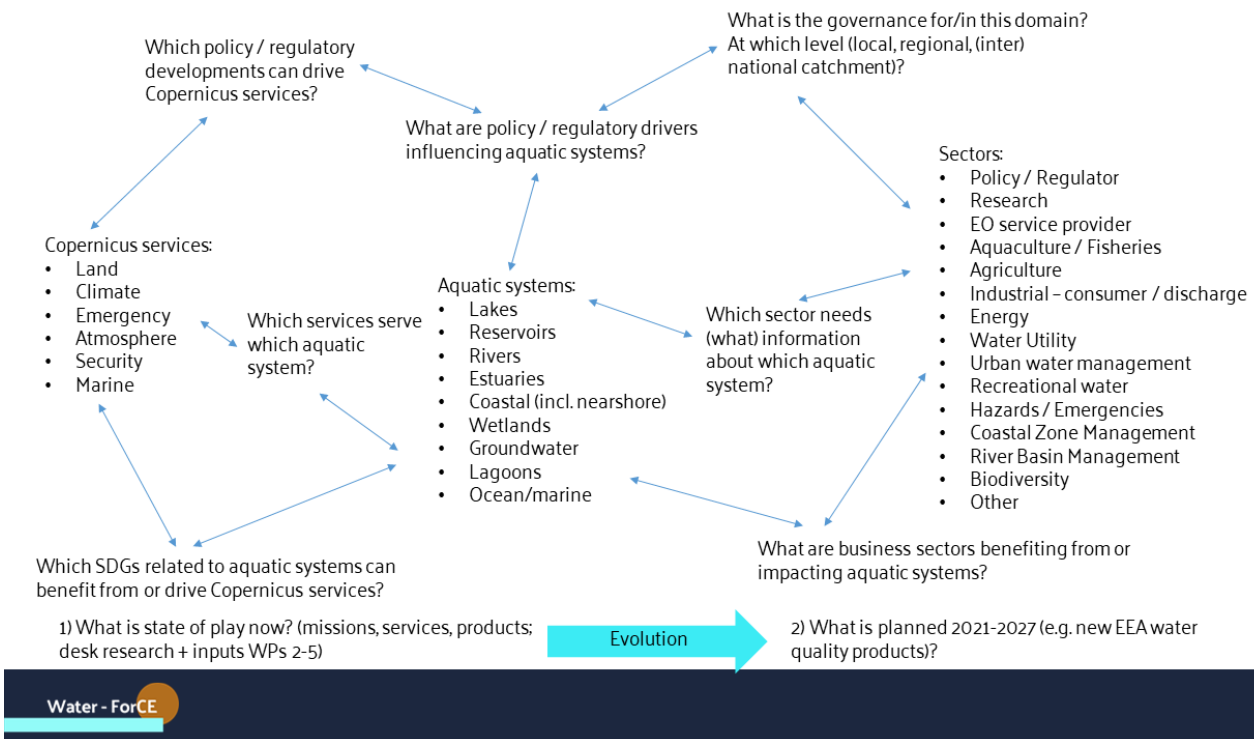 What is the governance for/in this domain?
At which level (local, regional, (inter)
national catchment)?
Which policy / regulatory
developments can drive
Copernicus services?
What are policy / regulatory drivers
influencing aquatic systems?
Copernicus services:
• Land
• Climate
• Emergency
• Atmosphere
• Security
• Marine
Which services serve
which aquatic
system?
Aquatic systems:
• Lakes
• Reservoirs
• Rivers
• Estuaries
• Coastal (incl. nearshore)
• Wetlands
• Groundwater
• Lagoons
• Ocean/marine
Which sector needs
(what) information
about which aquatic
system?
Sectors:
• Policy / Regulator
• Research
• EO service provider
• Aquaculture / Fisheries
• Agriculture
• Industrial – consumer / discharge
• Energy
• Water Utility
• Urban water management
• Recreational water
• Hazards / Emergencies
• Coastal Zone Management
• River Basin Management
• Biodiversity
• Other
Which SDGs related to aquatic systems can
benefit from or drive Copernicus services?
What are business sectors benefiting from or
impacting aquatic systems?
1) What is state of play now? (missions, services, products;
desk research + inputs WPs 2-5)
Evolution
2) What is planned 2021-2027 (e.g. new EEA water
quality products)?
Water - ForCE